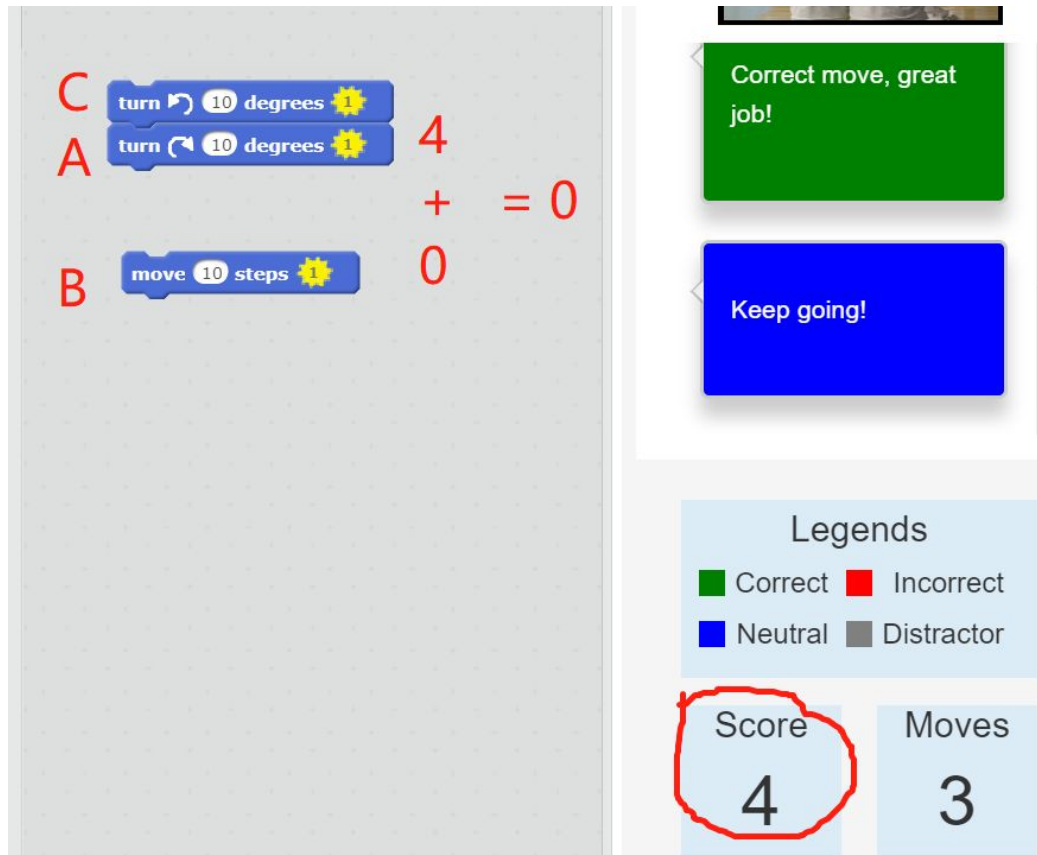 C
turn 10 degrees 1
A
turn 10 degrees 1
4
+ = 0
0
B
move 10 steps 1
Correct move, great
job!
Keep going!
Legends
Correct Incorrect
Neutral Distractor
Score Moves
4 3